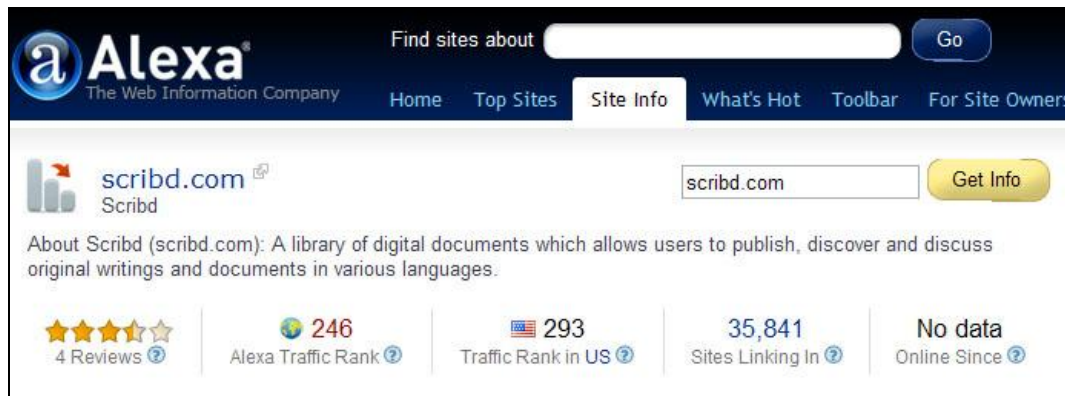 a Alexa® Find sites about Go
The Web Information Company
Home Top Sites Site Info What's Hot Toolbar For Site Owners
scribd.com scribd.com Get Info
Scribd
About Scribd (scribd.com): A library of digital documents which allows users to publish, discover and discuss
original writings and documents in various languages.
246 293 35,841 No data
4 Reviews ? Alexa Traffic Rank ? Traffic Rank in US ? Sites Linking In ? Online Since ?